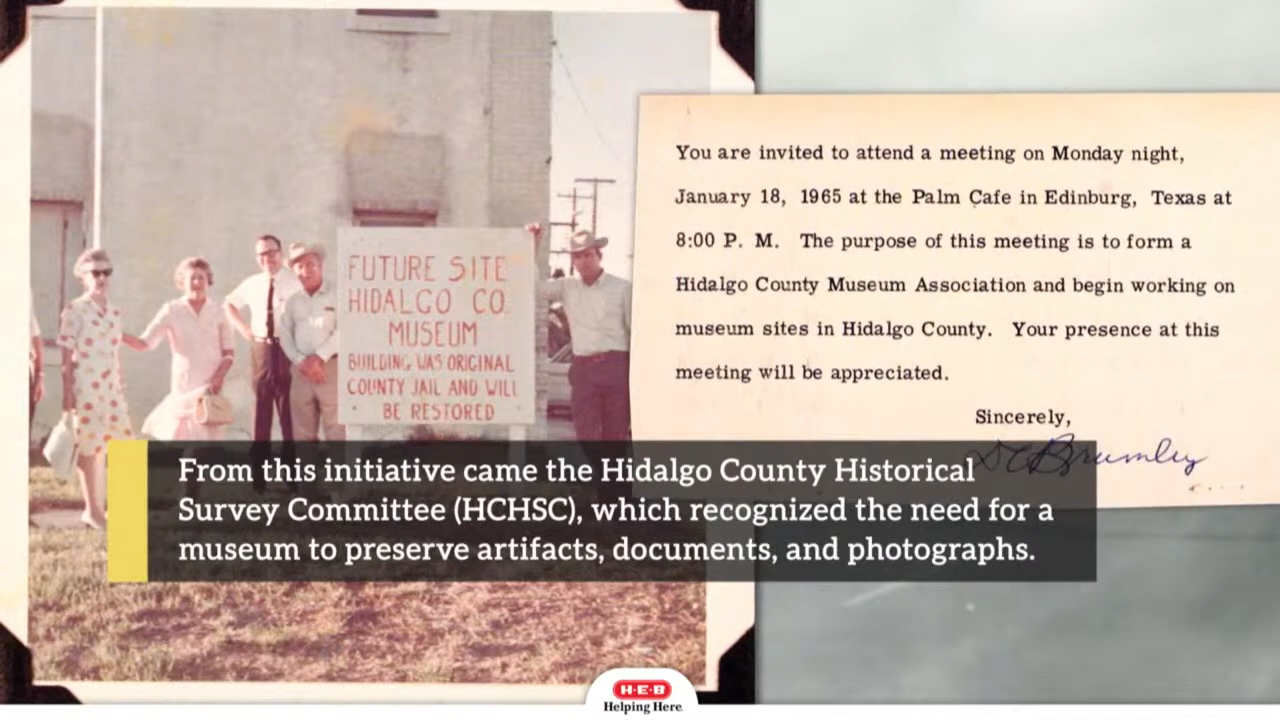 FUTURE SITE
HIDALGO CO.
MUSEUM
BUILDING WAS ORIGINAL
COUNTY JAIL AND WILL
BE RESTORED
You are invited to attend a meeting on Monday night,
January 18, 1965 at the Palm Cafe in Edinburg, Texas at
8:00 P. M. The purpose of this meeting is to form a
Hidalgo County Museum Association and begin working on
museum sites in Hidalgo County. Your presence at this
meeting will be appreciated.
Sincerely,
Brumley
From this initiative came the Hidalgo County Historical
Survey Committee (HCHSC), which recognized the need for a
museum to preserve artifacts, documents, and photographs.
H-E-B
Helping Here